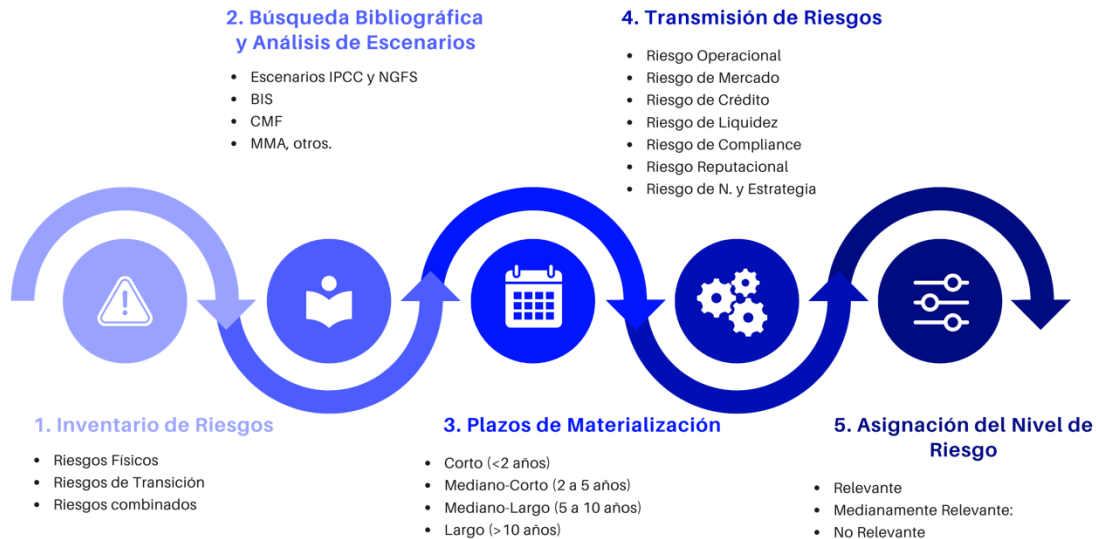 1. Inventario de Riesgos
• Riesgos Físicos
• Riesgos de Transición
• Riesgos combinados
2. Búsqueda Bibliográfica
y Análisis de Escenarios
• Escenarios IPCC y NGFS
• BIS
• CMF
• MMA, otros.
3. Plazos de Materialización
• Corto (<2 años)
• Mediano-Corto (2 a 5 años)
• Mediano-Largo (5 a 10 años)
• Largo (>10 años)
4. Transmisión de Riesgos
• Riesgo Operacional
• Riesgo de Mercado
• Riesgo de Crédito
• Riesgo de Liquidez
• Riesgo de Compliance
• Riesgo Reputacional
• Riesgo de N. y Estrategia
5. Asignación del Nivel de
Riesgo
• Relevante
• Medianamente Relevante:
• No Relevante